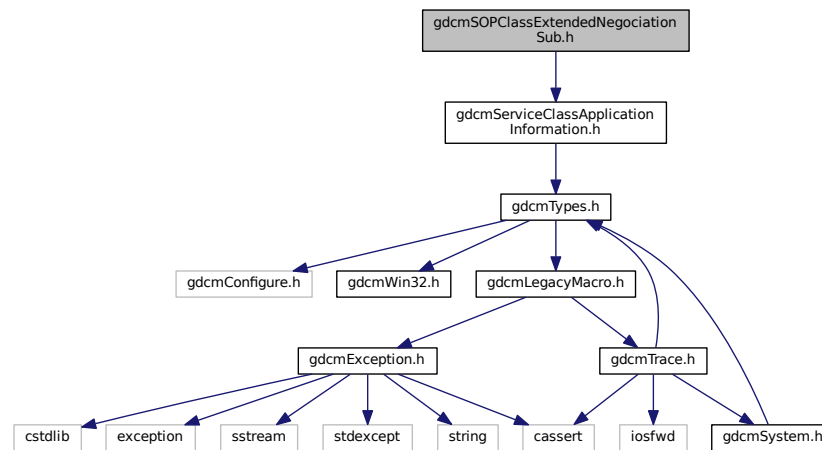 gdcmSOPClassExtendedNegociation
Sub.h
gdcmServiceClassApplication
Information.h
gdcmTypes.h
gdcmConfigure.h
gdcmWin32.h
gdcmLegacyMacro.h
gdcmException.h
gdcmTrace.h
cstdlib
exception
sstream
stdexcept
string
cassert
iosfwd
gdcmSystem.h